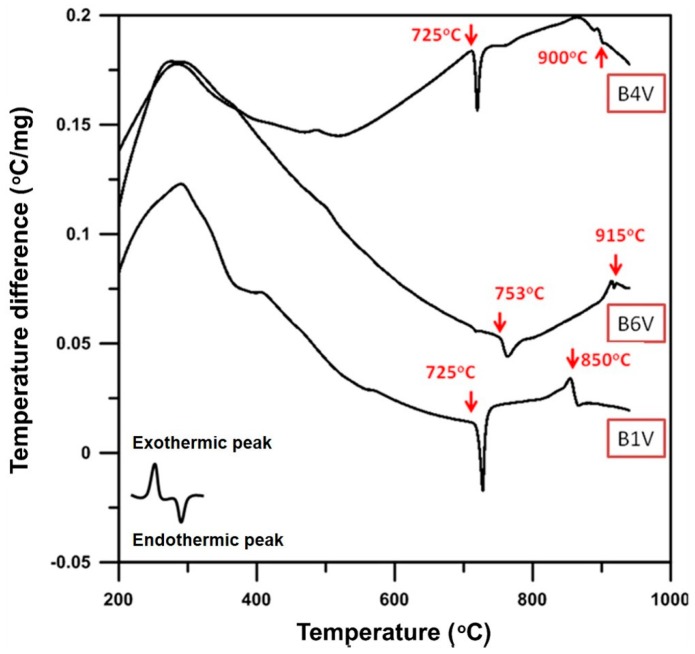 0.2
725°C
900°C
B4V
0.15
Temperature difference (°C/mg)
0.1
915°C
753°C
B6V
0.05
725°C
850°C
B1V
Exothermic peak
0
Endothermic peak
-0.05
200
400
600
800
1000
Temperature (°C)